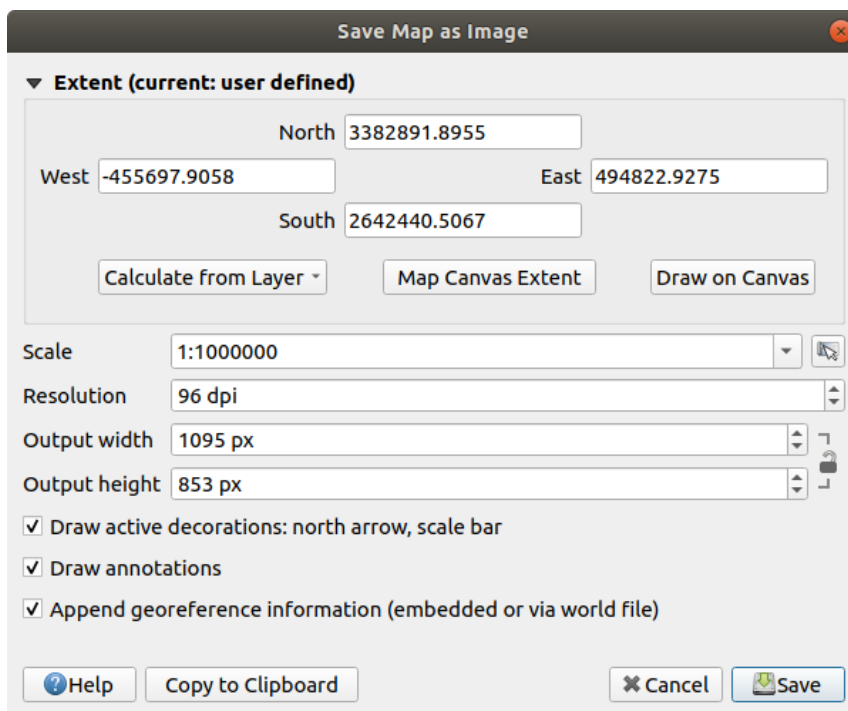 Save Map as Image
Extent (current: user defined)
North 3382891.8955
West -455697.9058 East 494822.9275
South 2642440.5067
Calculate from Layer Map Canvas Extent Draw on Canvas
Scale 1:1000000
Resolution 96 dpi
Output width 1095 px
Output height 853 px
Draw active decorations: north arrow, scale bar
Draw annotations
Append georeference information (embedded or via world file)
Help Copy to Clipboard Cancel Save